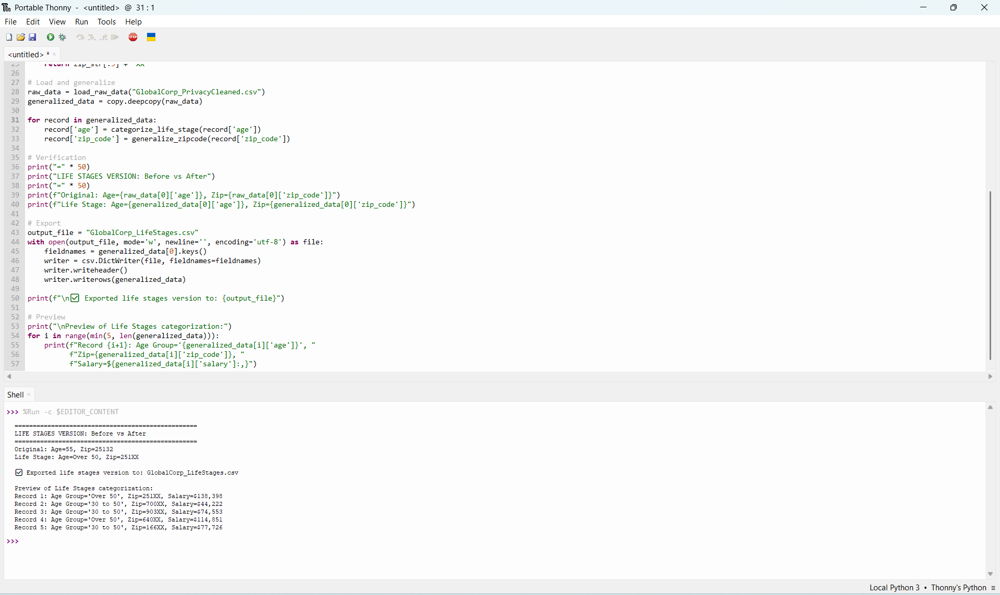 Portable Thonny - <untitled> @ 31:1
File Edit View Run Tools Help
STOP
<untitled> *
25 return zip_str[:3] + "XX"
26
27 # Load and generalize
28 raw_data = load_raw_data("GlobalCorp_PrivacyCleaned.csv")
29 generalized_data = copy.deepcopy(raw_data)
30
31 for record in generalized_data:
32 record['age'] = categorize_life_stage(record['age'])
33 record['zip_code'] = generalize_zipcode(record['zip_code'])
34
35 # Verification
36 print("=" * 50)
37 print("LIFE STAGES VERSION: Before vs After")
38 print("=" * 50)
39 print(f"Original: Age={raw_data[0]['age']}, Zip={raw_data[0]['zip_code']}")
40 print(f"Life Stage: Age={generalized_data[0]['age']}, Zip={generalized_data[0]['zip_code']}")
41
42 # Export
43 output_file = "GlobalCorp_LifeStages.csv"
44 with open(output_file, mode='w', newline='', encoding='utf-8') as file:
45 fieldnames = generalized_data[0].keys()
46 writer = csv.DictWriter(file, fieldnames=fieldnames)
47 writer.writeheader()
48 writer.writerows(generalized_data)
49
50 print(f"\n☑ Exported life stages version to: {output_file}")
51
52 # Preview
53 print("\nPreview of Life Stages categorization:")
54 for i in range(min(5, len(generalized_data))):
55 print(f"Record {i+1}: Age Group='{generalized_data[i]['age']}', "
56 f"Zip={generalized_data[i]['zip_code']}, "
57 f"Salary=${generalized_data[i]['salary']:,}")
Shell
>>> %Run -c $EDITOR_CONTENT
==================================================
LIFE STAGES VERSION: Before vs After
==================================================
Original: Age=55, Zip=25132
Life Stage: Age=Over 50, Zip=251XX
☑ Exported life stages version to: GlobalCorp_LifeStages.csv
Preview of Life Stages categorization:
Record 1: Age Group='Over 50', Zip=251XX, Salary=$138,398
Record 2: Age Group='30 to 50', Zip=700XX, Salary=$44,222
Record 3: Age Group='30 to 50', Zip=903XX, Salary=$74,553
Record 4: Age Group='Over 50', Zip=640XX, Salary=$114,851
Record 5: Age Group='30 to 50', Zip=166XX, Salary=$77,726
>>>
Local Python 3 • Thonny's Python ≡